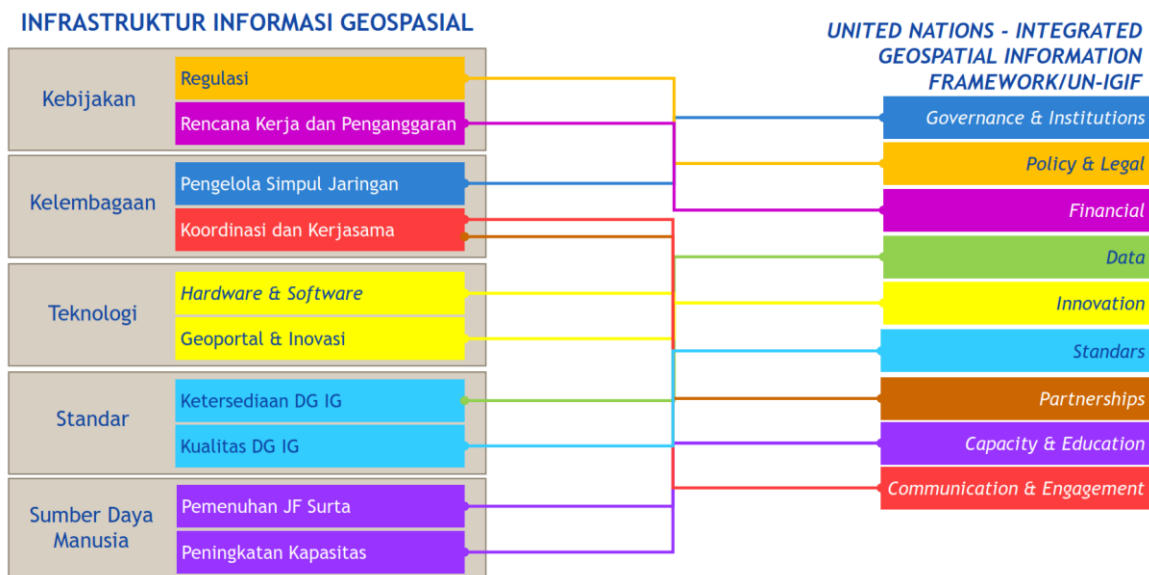 INFRASTRUKTUR INFORMASI GEOSPASIAL
Kebijakan
Regulasi
Rencana Kerja dan Penganggaran
Kelembagaan
Pengelola Simpul Jaringan
Koordinasi dan Kerjasama
Teknologi
Hardware & Software
Geoportal & Inovasi
Standar
Ketersediaan DG IG
Kualitas DG IG
Sumber Daya
Manusia
Pemenuhan JF Surta
Peningkatan Kapasitas
UNITED NATIONS - INTEGRATED
GEOSPATIAL INFORMATION
FRAMEWORK/UN-IGIF
Governance & Institutions
Policy & Legal
Financial
Data
Innovation
Standars
Partnerships
Capacity & Education
Communication & Engagement